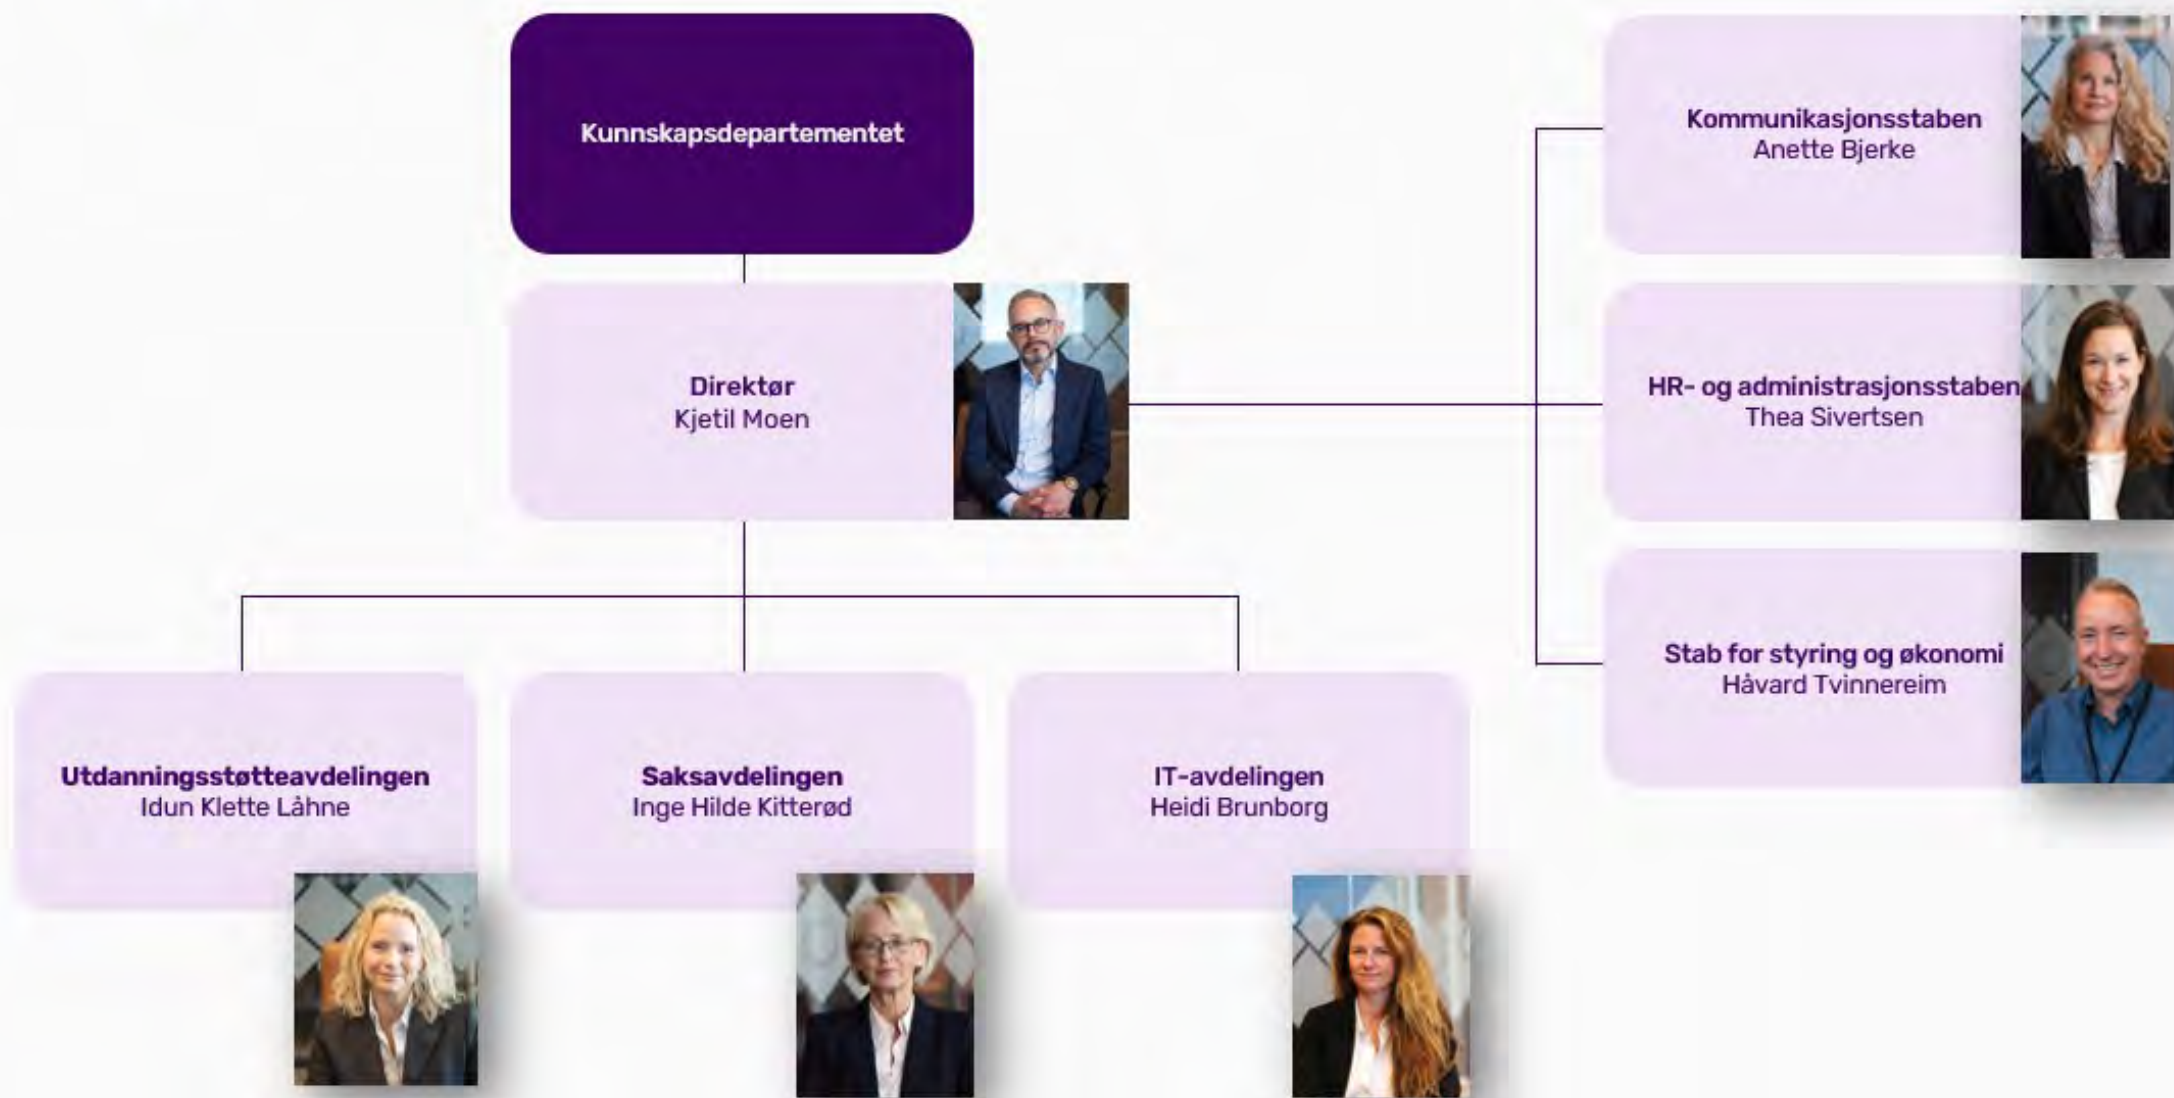 Kunnskapsdepartementet
Direktør
Kjetil Moen
Kommunikasjonsstaben
Anette Bjerke
HR- og administrasjonsstaben
Thea Sivertsen
Stab for styring og økonomi
Håvard Tvinnereim
Utdanningsstøtteavdelingen
Idun Klette Låhne
Saksavdelingen
Inge Hilde Kitterød
IT-avdelingen
Heidi Brunborg